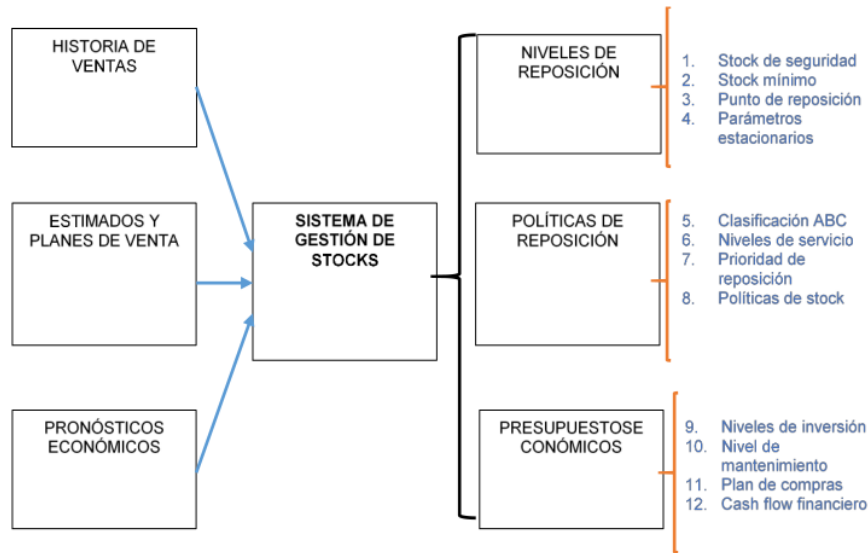 HISTORIA DE
VENTAS
ESTIMADOS Y
PLANES DE VENTA
PRONÓSTICOS
ECONÓMICOS
SISTEMA DE
GESTIÓN DE
STOCKS
NIVELES DE
REPOSICIÓN
1. Stock de seguridad
2. Stock mínimo
3. Punto de reposición
4. Parámetros
estacionarios
POLÍTICAS DE
REPOSICIÓN
5. Clasificación ABC
6. Niveles de servicio
7. Prioridad de
reposición
8. Políticas de stock
PRESUPUESTOSE
CONÓMICOS
9. Niveles de inversión
10. Nivel de
mantenimiento
11. Plan de compras
12. Cash flow financiero